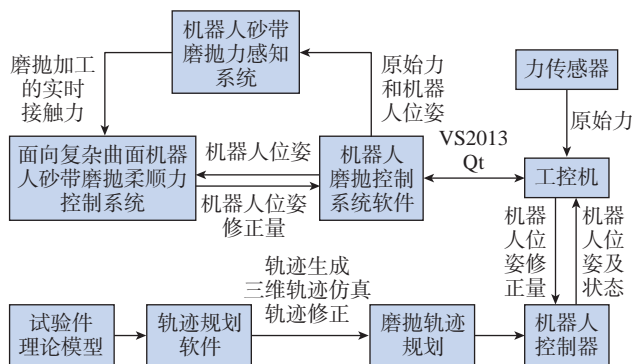 机器人砂带
磨抛力感知
系统
磨抛加工
的实时
接触力
原始力
和机器
人位姿
力传感器
原始力
面向复杂曲面机器
人砂带磨抛柔顺力
控制系统
机器人位姿
机器人位姿
修正量
机器人
磨抛控制
系统软件
VS2013
Qt
工控机
机器
人位
姿修
正量
机器
人位
姿及
状态
试验件
理论模型
轨迹规划
软件
轨迹生成
三维轨迹仿真
轨迹修正
磨抛轨迹
规划
机器人
控制器